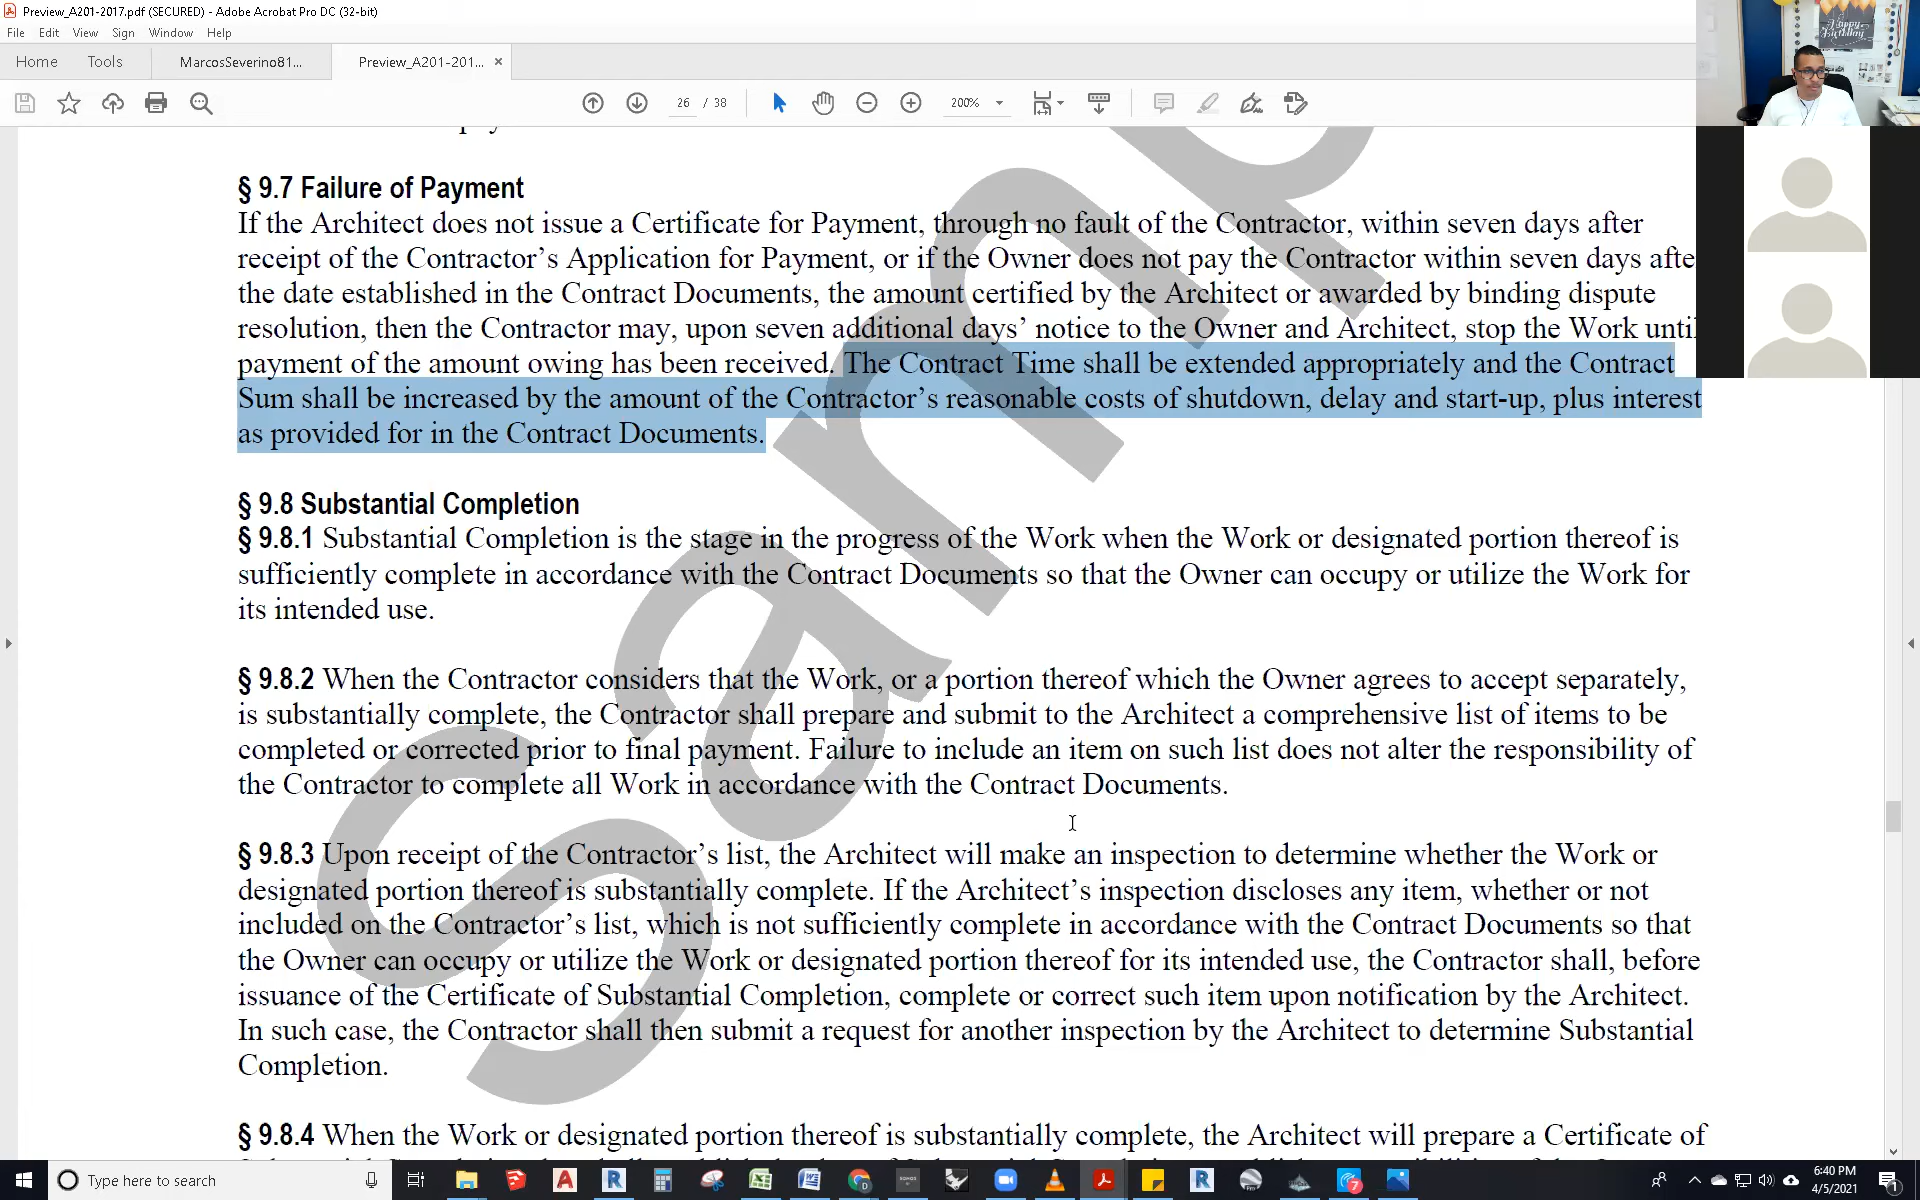 Preview_A201-2017.pdf (SECURED) - Adobe Acrobat Pro DC (32-bit)
File Edit View Sign Window Help
Home Tools MarcosSeverino81... Preview_A201-201... ×
26 / 38 200%
Happy Birthday
§ 9.7 Failure of Payment
If the Architect does not issue a Certificate for Payment, through no fault of the Contractor, within seven days after
receipt of the Contractor’s Application for Payment, or if the Owner does not pay the Contractor within seven days afte
the date established in the Contract Documents, the amount certified by the Architect or awarded by binding dispute
resolution, then the Contractor may, upon seven additional days’ notice to the Owner and Architect, stop the Work until
payment of the amount owing has been received. The Contract Time shall be extended appropriately and the Contract
Sum shall be increased by the amount of the Contractor’s reasonable costs of shutdown, delay and start-up, plus interest
as provided for in the Contract Documents.
§ 9.8 Substantial Completion
§ 9.8.1 Substantial Completion is the stage in the progress of the Work when the Work or designated portion thereof is
sufficiently complete in accordance with the Contract Documents so that the Owner can occupy or utilize the Work for
its intended use.
§ 9.8.2 When the Contractor considers that the Work, or a portion thereof which the Owner agrees to accept separately,
is substantially complete, the Contractor shall prepare and submit to the Architect a comprehensive list of items to be
completed or corrected prior to final payment. Failure to include an item on such list does not alter the responsibility of
the Contractor to complete all Work in accordance with the Contract Documents.
§ 9.8.3 Upon receipt of the Contractor’s list, the Architect will make an inspection to determine whether the Work or
designated portion thereof is substantially complete. If the Architect’s inspection discloses any item, whether or not
included on the Contractor’s list, which is not sufficiently complete in accordance with the Contract Documents so that
the Owner can occupy or utilize the Work or designated portion thereof for its intended use, the Contractor shall, before
issuance of the Certificate of Substantial Completion, complete or correct such item upon notification by the Architect.
In such case, the Contractor shall then submit a request for another inspection by the Architect to determine Substantial
Completion.
§ 9.8.4 When the Work or designated portion thereof is substantially complete, the Architect will prepare a Certificate of
Samp
Type here to search
6:40 PM
4/5/2021